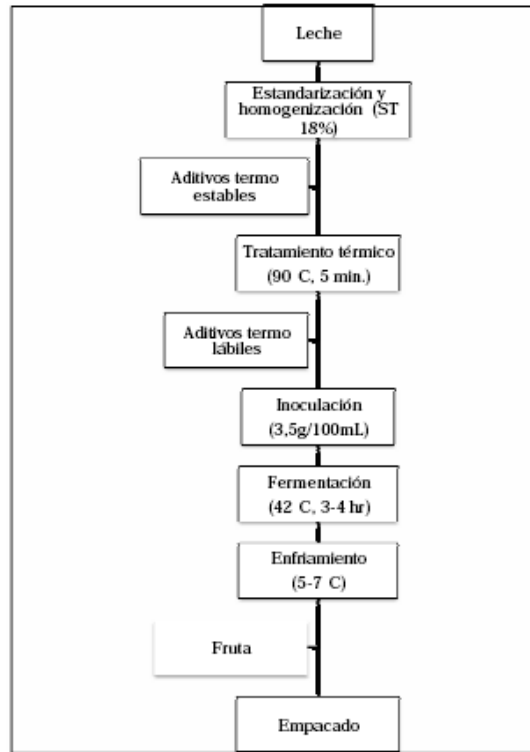 Leche
Estandarización y
homogenización (ST
18%)
Aditivos termo
estables
Tratamiento térmico
(90 C, 5 min.)
Aditivos termo
lábiles
Inoculación
(3,5g/100mL)
Fermentación
(42 C, 3-4 hr)
Enfriamiento
(5-7 C)
Fruta
Empacado